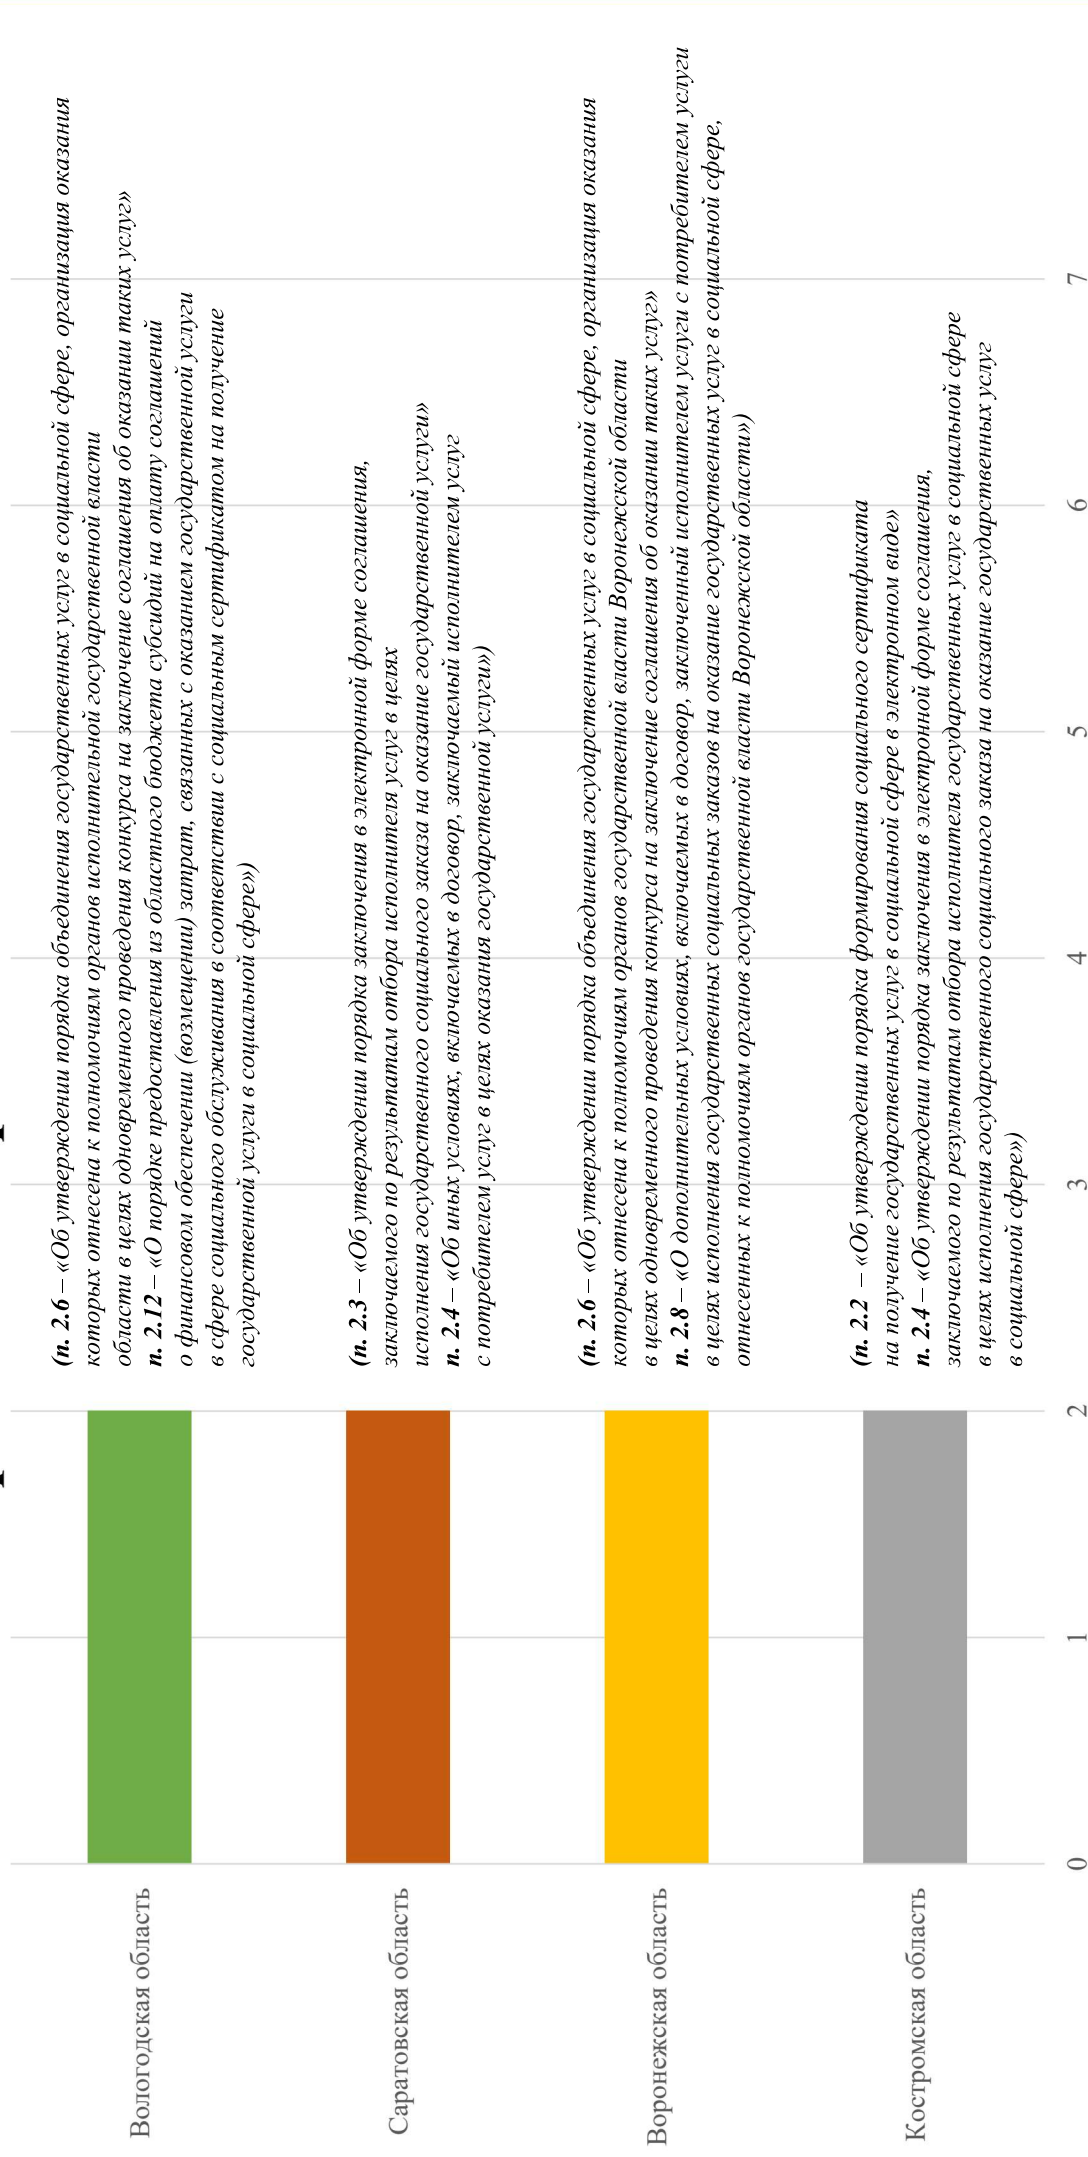 Вологодская область
(п. 2.6 – «Об утверждении порядка объединения государственных услуг в социальной сфере, организация оказания
которых отнесена к полномочиям органов исполнительной государственной власти
области в целях одновременного проведения конкурса на заключение соглашения об оказании таких услуг»
п. 2.12 – «О порядке предоставления из областного бюджета субсидий на оплату соглашений
о финансовом обеспечении (возмещении) затрат, связанных с оказанием государственной услуги
в сфере социального обслуживания в соответствии с социальным сертификатом на получение
государственной услуги в социальной сфере»)
Саратовская область
(п. 2.3 – «Об утверждении порядка заключения в электронной форме соглашения,
заключаемого по результатам отбора исполнителя услуг в целях
исполнения государственного социального заказа на оказание государственной услуги»
п. 2.4 – «Об иных условиях, включаемых в договор, заключаемый исполнителем услуг
с потребителем услуг в целях оказания государственной услуги»)
Воронежская область
(п. 2.6 – «Об утверждении порядка объединения государственных услуг в социальной сфере, организация оказания
которых отнесена к полномочиям органов государственной власти Воронежской области
в целях одновременного проведения конкурса на заключение соглашения об оказании таких услуг»
п. 2.8 – «О дополнительных условиях, включаемых в договор, заключенный исполнителем услуги с потребителем услуги
в целях исполнения государственных социальных заказов на оказание государственных услуг в социальной сфере,
отнесенных к полномочиям органов государственной власти Воронежской области»)
Костромская область
(п. 2.2 – «Об утверждении порядка формирования социального сертификата
на получение государственных услуг в социальной сфере в электронном виде»
п. 2.4 – «Об утверждении порядка заключения в электронной форме соглашения,
заключаемого по результатам отбора исполнителя государственных услуг в социальной сфере
в целях исполнения государственного социального заказа на оказание государственных услуг
в социальной сфере»)
0 1 2 3 4 5 6 7